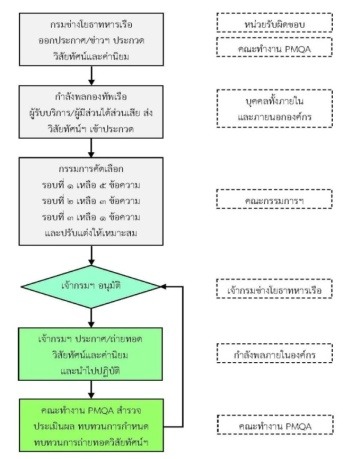 กรมช่างโยธาทหารเรือ
ออกประกาศ/ข่าวฯ ประกวด
วิสัยทัศน์และค่านิยม
หน่วยรับผิดชอบ
คณะทำงาน PMQA
กำลังพลกองทัพเรือ
ผู้รับบริการ/ผู้มีส่วนได้ส่วนเสีย ส่ง
วิสัยทัศน์ฯ เข้าประกวด
บุคคลทั้งภายใน
และภายนอกองค์กร
กรรมการคัดเลือก
รอบที่ ๑ เหลือ ๕ ข้อความ
รอบที่ ๒ เหลือ ๓ ข้อความ
รอบที่ ๓ เหลือ ๑ ข้อความ
และปรับแต่งให้เหมาะสม
คณะกรรมการฯ
เจ้ากรมฯ อนุมัติ
เจ้ากรมช่างโยธาทหารเรือ
เจ้ากรมฯ ประกาศ/ถ่ายทอด
วิสัยทัศน์และค่านิยม
และนำไปปฏิบัติ
กำลังพลภายในองค์กร
คณะทำงาน PMQA สำรวจ
ประเมินผล ทบทวนการกำหนด
ทบทวนการถ่ายทอดวิสัยทัศน์ฯ
คณะทำงาน PMQA